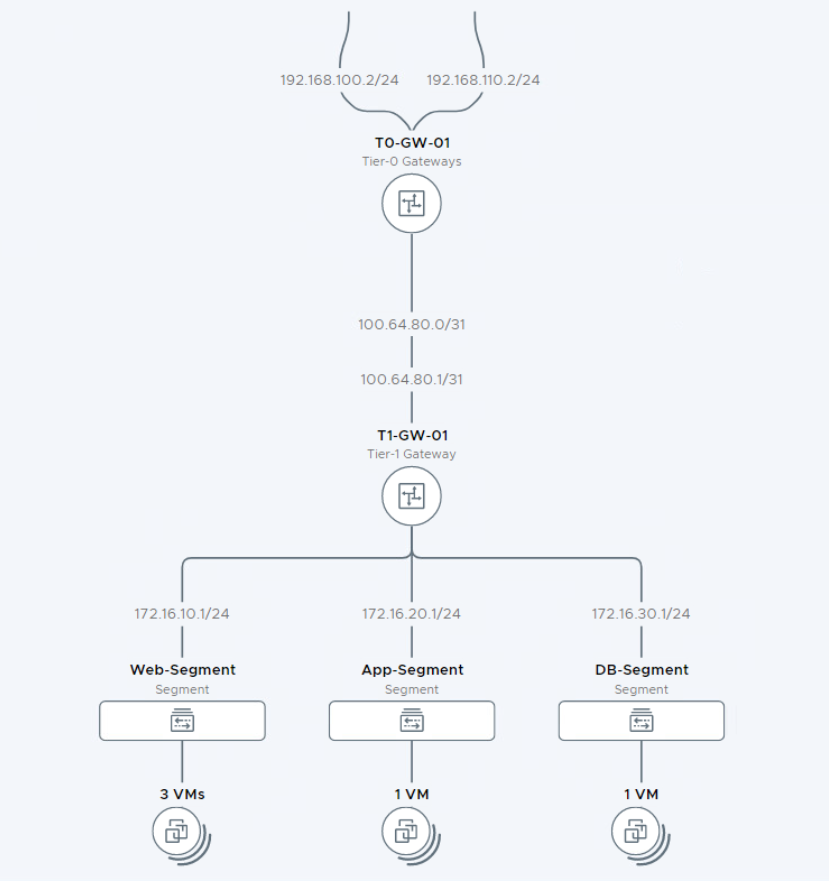 192.168.100.2/24 192.168.110.2/24
T0-GW-01
Tier-0 Gateways
100.64.80.0/31
100.64.80.1/31
T1-GW-01
Tier-1 Gateway
172.16.10.1/24 172.16.20.1/24 172.16.30.1/24
Web-Segment App-Segment DB-Segment
Segment Segment Segment
3 VMs 1 VM 1 VM